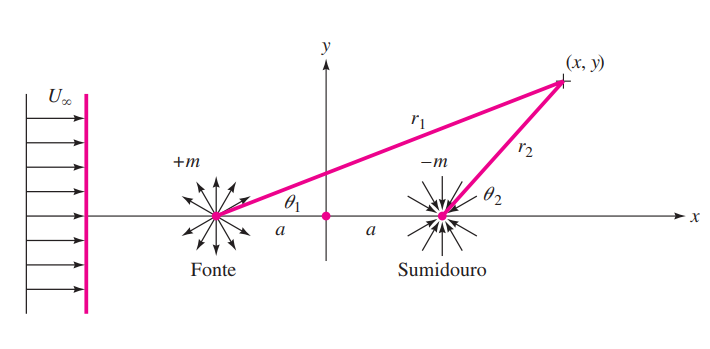 y
(x, y)
U∞
r1
r2
+m
−m
θ1
θ2
x
a
a
Fonte
Sumidouro